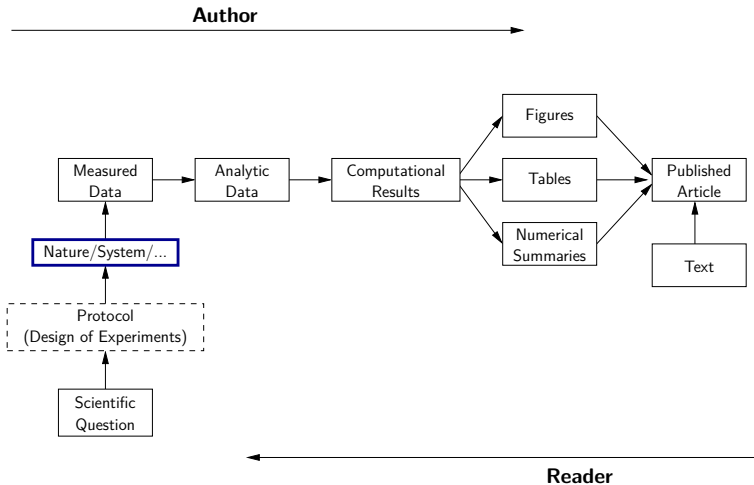 Author
Figures
Measured
Data
Analytic
Data
Computational
Results
Tables
Published
Article
Nature/System/...
Numerical
Summaries
Text
Protocol
(Design of Experiments)
Scientific
Question
Reader